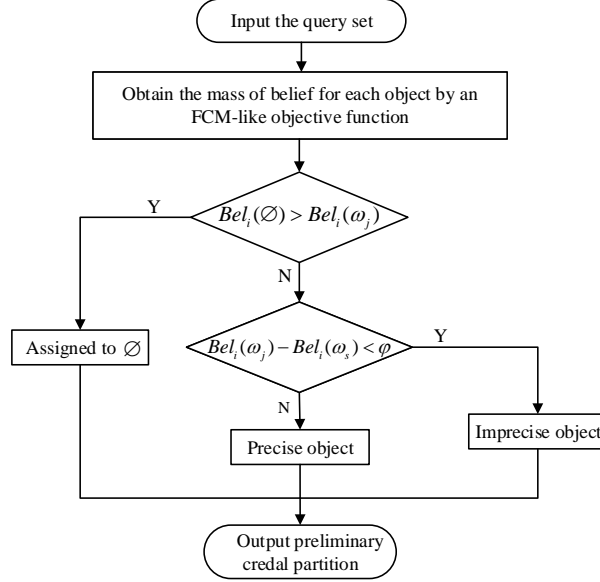 Input the query set
Obtain the mass of belief for each object by an
FCM-like objective function
Bel_i(∅) > Bel_i(ω_j)
Y
N
Bel_i(ω_j) − Bel_i(ω_s) < φ
Y
Assigned to ∅
N
Precise object
Imprecise object
Output preliminary
credal partition